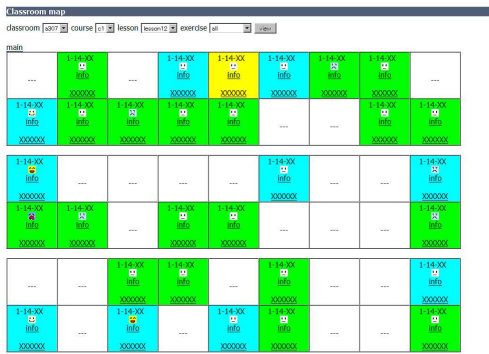 Classroom map
classroom a307 course c1 lesson lesson12 exercise all view
main
1-14-XX 1-14-XX 1-14-XX 1-14-XX 1-14-XX 1-14-XX
--- info --- info info info info info ---
XXXXXX XXXXXX XXXXXX XXXXXX XXXXXX XXXXXX
1-14-XX 1-14-XX 1-14-XX 1-14-XX 1-14-XX 1-14-XX 1-14-XX
info info info info info --- --- info info
XXXXXX XXXXXX XXXXXX XXXXXX XXXXXX XXXXXX XXXXXX
1-14-XX 1-14-XX 1-14-XX
info --- --- --- --- info --- --- info
XXXXXX XXXXXX XXXXXX
1-14-XX 1-14-XX 1-14-XX 1-14-XX 1-14-XX
info info --- info info --- --- --- info
XXXXXX XXXXXX XXXXXX XXXXXX XXXXXX
1-14-XX 1-14-XX 1-14-XX 1-14-XX
--- --- info info --- info --- --- info
XXXXXX XXXXXX XXXXXX XXXXXX
1-14-XX 1-14-XX 1-14-XX 1-14-XX 1-14-XX
info --- info --- info info --- --- info
XXXXXX XXXXXX XXXXXX XXXXXX XXXXXX